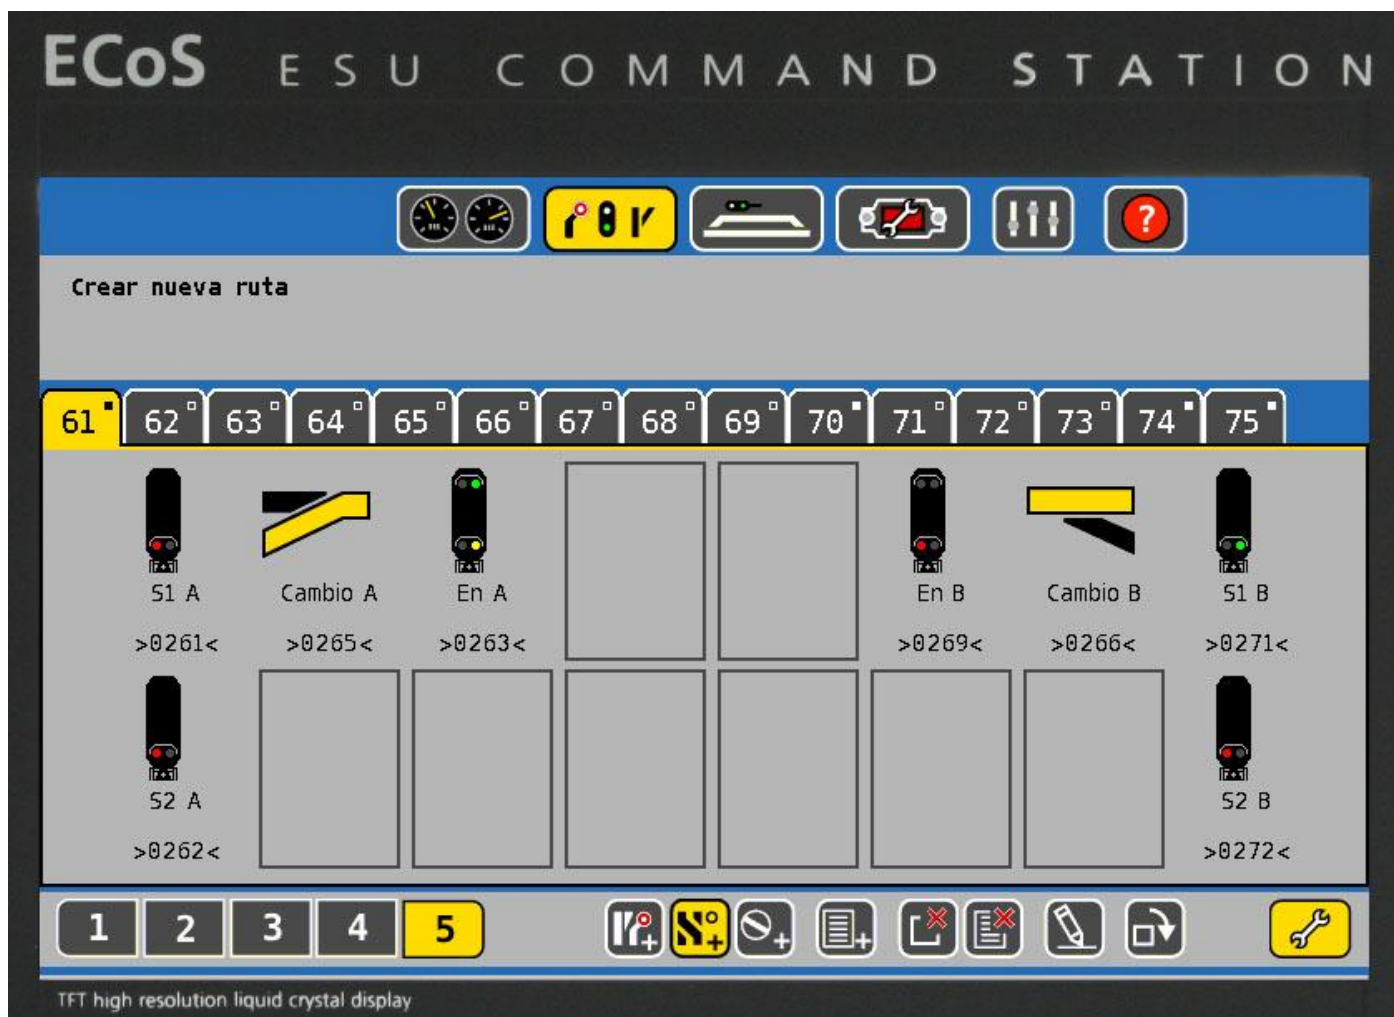 ECoS ESU COMMAND STATION
?
Crear nueva ruta
61 62 63 64 65 66 67 68 69 70 71 72 73 74 75
S1 A Cambio A En A En B Cambio B S1 B
>0261< >0265< >0263< >0269< >0266< >0271<
S2 A S2 B
>0262< >0272<
1 2 3 4 5
TFT high resolution liquid crystal display